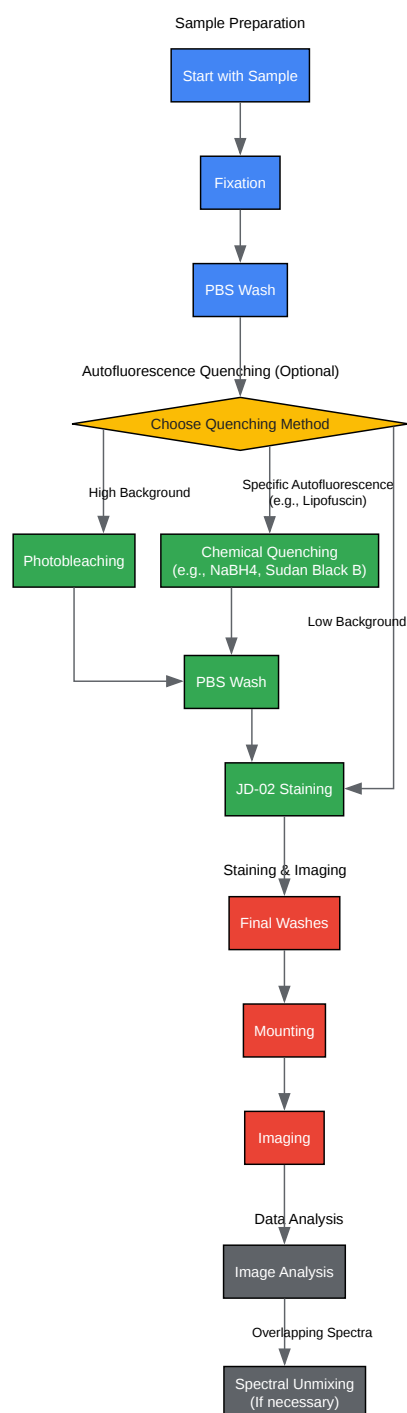 Sample Preparation
Start with Sample
Fixation
PBS Wash
Autofluorescence Quenching (Optional)
Choose Quenching Method
High Background
Specific Autofluorescence
(e.g., Lipofuscin)
Photobleaching
Chemical Quenching
(e.g., NaBH4, Sudan Black B)
Low Background
PBS Wash
JD-02 Staining
Staining & Imaging
Final Washes
Mounting
Imaging
Data Analysis
Image Analysis
Overlapping Spectra
Spectral Unmixing
(If necessary)